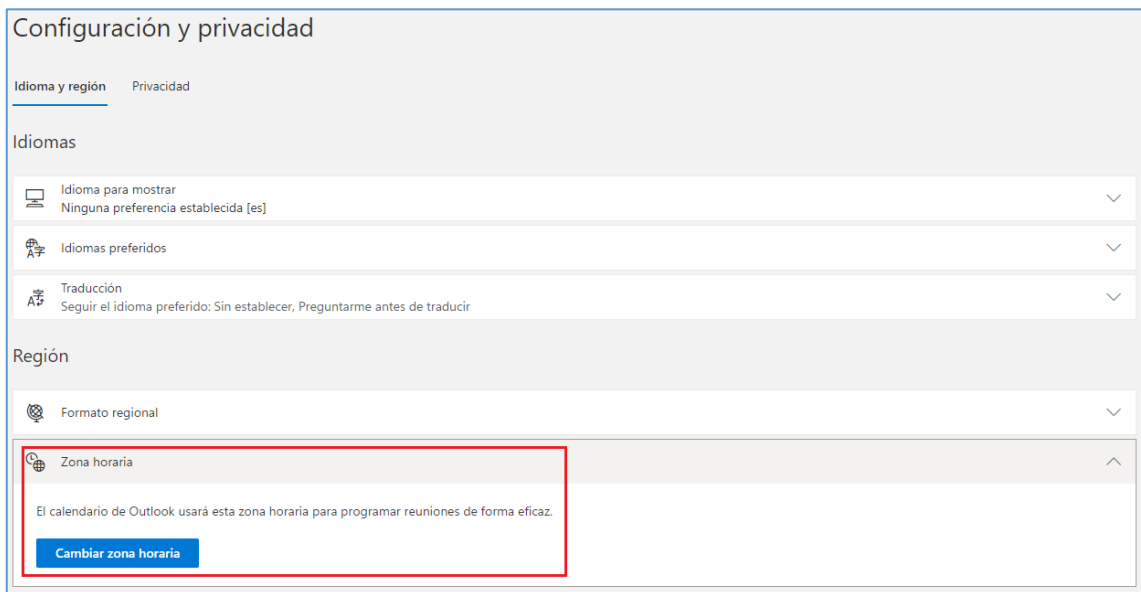 Configuración y privacidad
Idioma y región
Privacidad
Idiomas
Idioma para mostrar
Ninguna preferencia establecida [es]
Idiomas preferidos
Traducción
Seguir el idioma preferido: Sin establecer, Preguntarme antes de traducir
Región
Formato regional
Zona horaria
El calendario de Outlook usará esta zona horaria para programar reuniones de forma eficaz.
Cambiar zona horaria